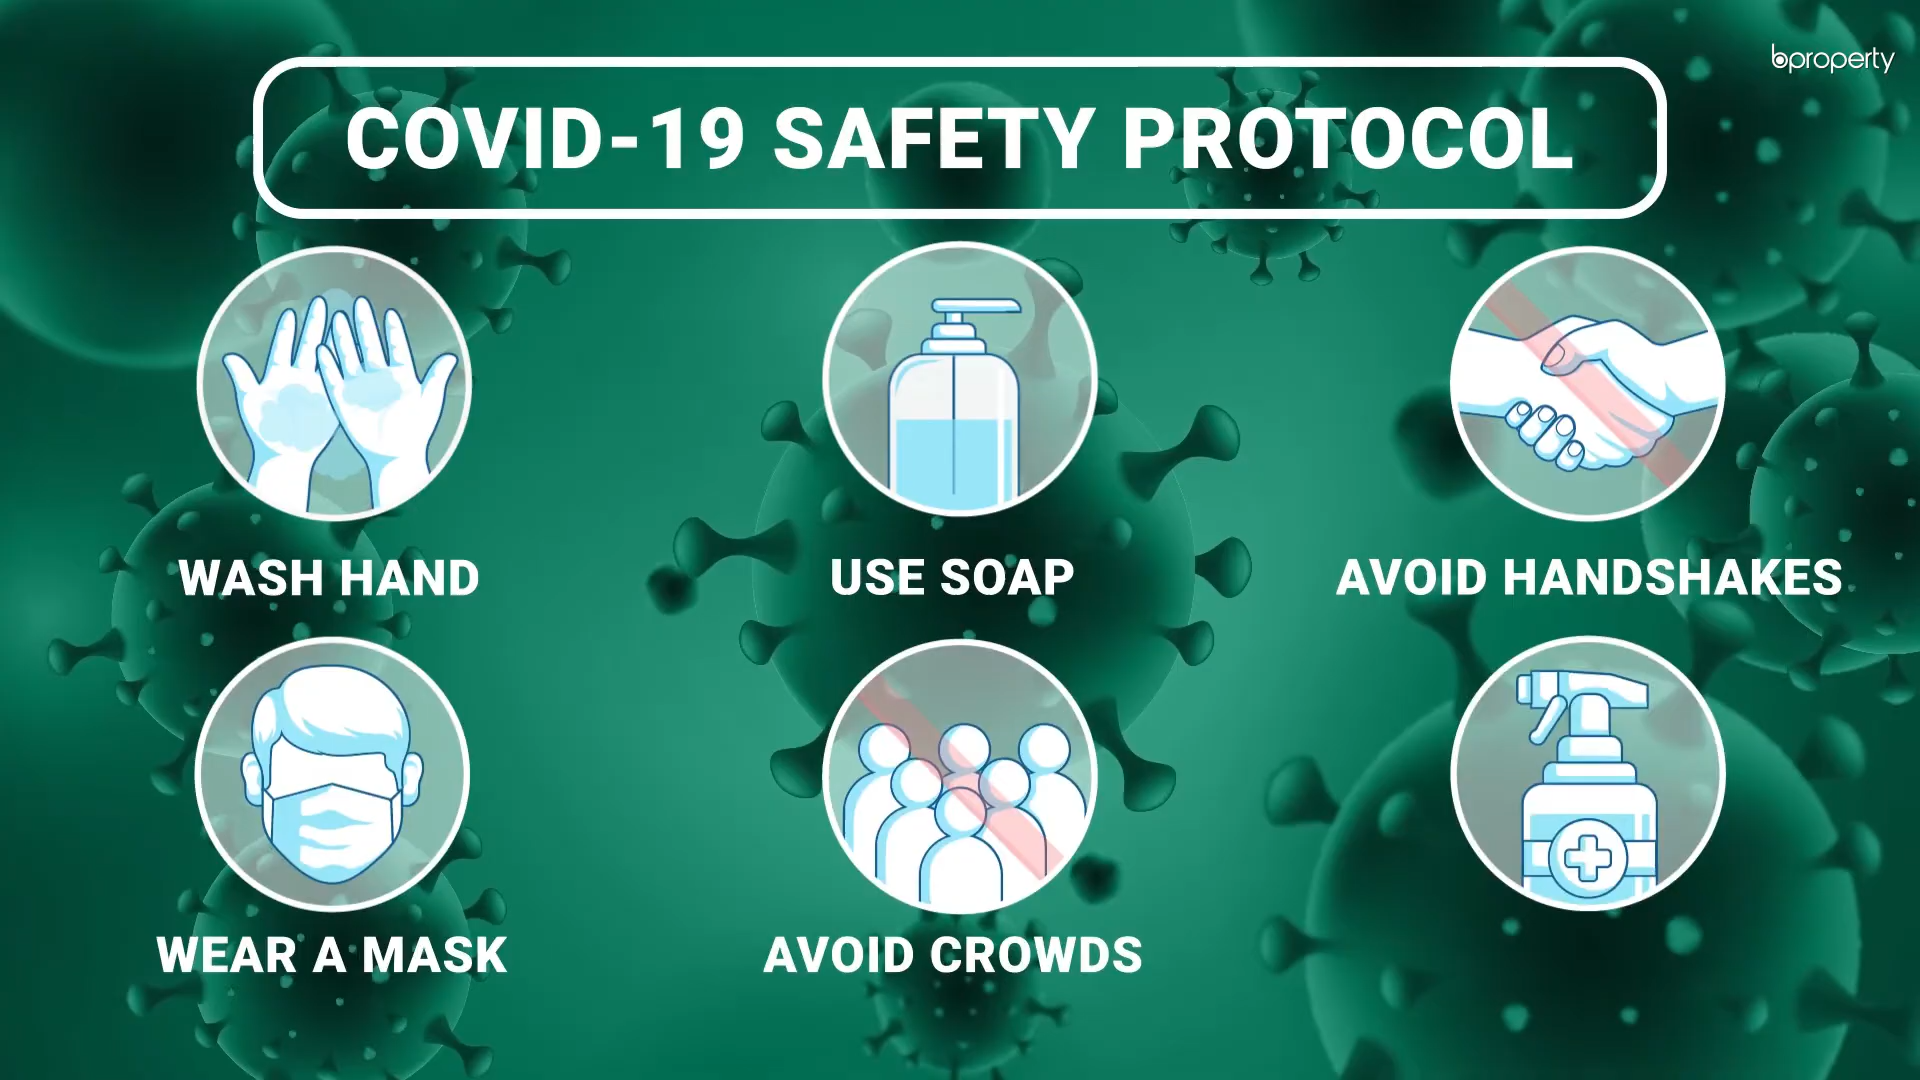 bproperty
COVID-19 SAFETY PROTOCOL
WASH HAND
USE SOAP
AVOID HANDSHAKES
WEAR A MASK
AVOID CROWDS